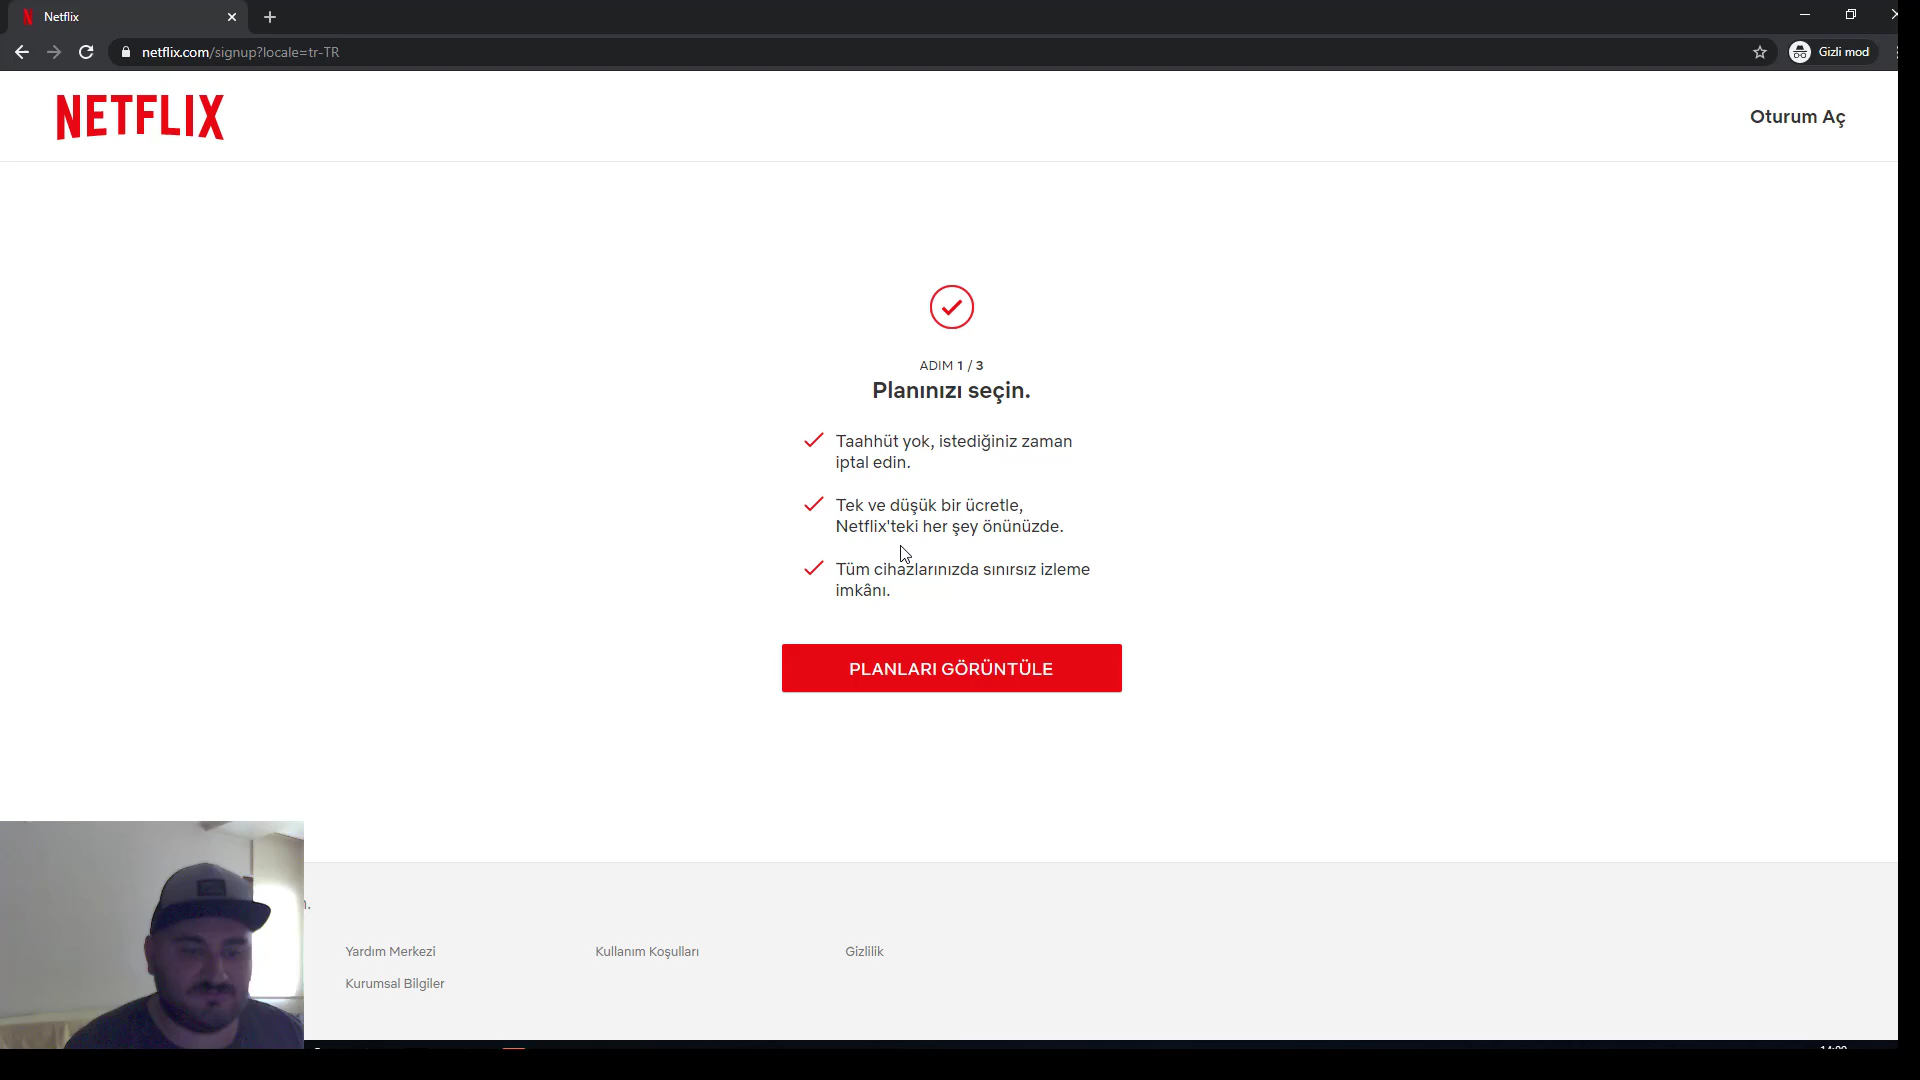 Netflix
netflix.com/signup?locale=tr-TR
Gizli mod
NETFLIX
Oturum Aç
ADIM 1 / 3
Planınızı seçin.
Taahhüt yok, istediğiniz zaman
iptal edin.
Tek ve düşük bir ücretle,
Netflix'teki her şey önünüzde.
Tüm cihazlarınızda sınırsız izleme
imkânı.
PLANLARI GÖRÜNTÜLE
Yardım Merkezi
Kullanım Koşulları
Gizlilik
Kurumsal Bilgiler